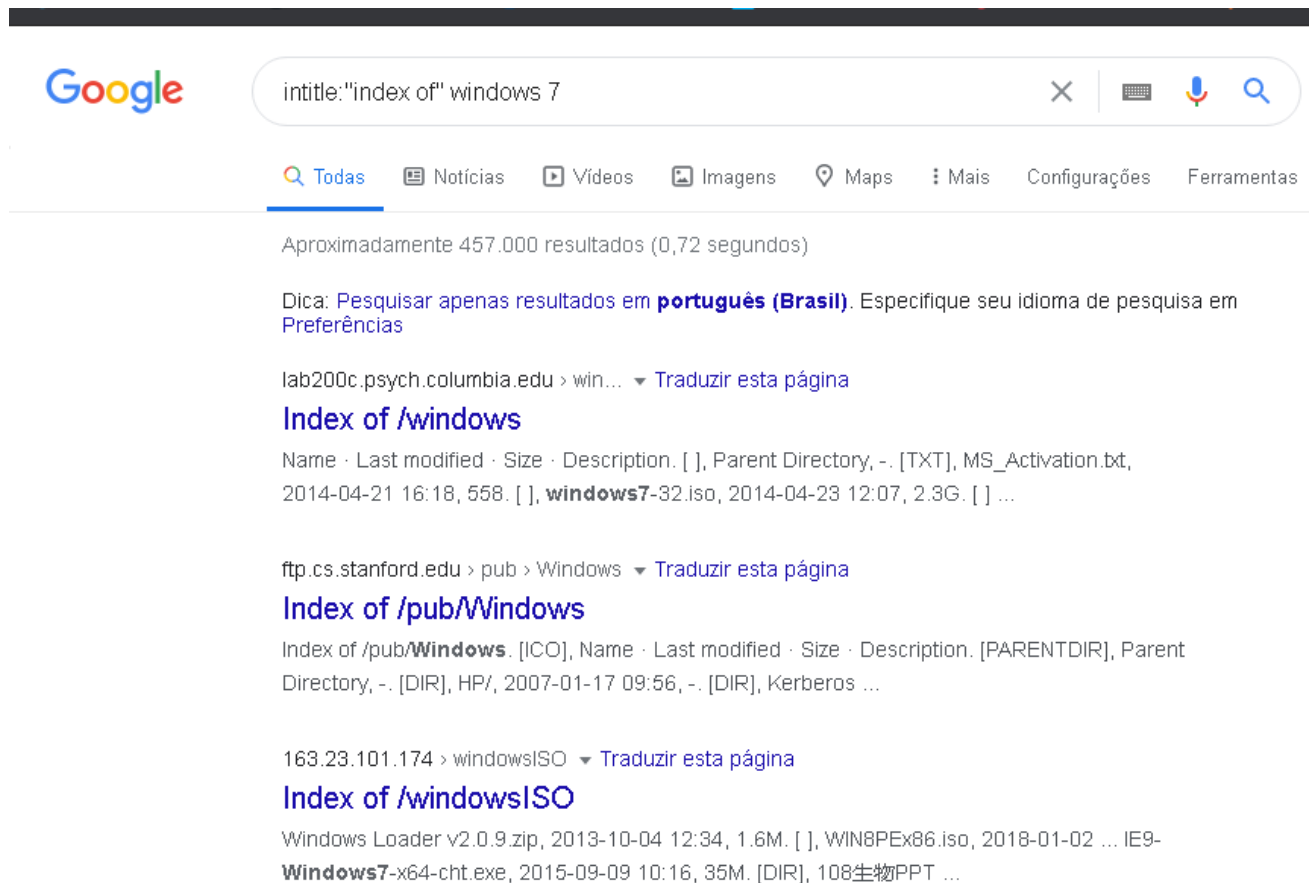 Google
intitle:"index of" windows 7
Todas Notícias Vídeos Imagens Maps Mais Configurações Ferramentas
Aproximadamente 457.000 resultados (0,72 segundos)
Dica: Pesquisar apenas resultados em português (Brasil). Especifique seu idioma de pesquisa em
Preferências
lab200c.psych.columbia.edu › win... Traduzir esta página
Index of /windows
Name · Last modified · Size · Description. [ ], Parent Directory, -. [TXT], MS_Activation.txt,
2014-04-21 16:18, 558. [ ], windows7-32.iso, 2014-04-23 12:07, 2.3G. [ ] ...
ftp.cs.stanford.edu › pub › Windows Traduzir esta página
Index of /pub/Windows
Index of /pub/Windows. [ICO], Name · Last modified · Size · Description. [PARENTDIR], Parent
Directory, -. [DIR], HP/, 2007-01-17 09:56, -. [DIR], Kerberos ...
163.23.101.174 › windowsISO Traduzir esta página
Index of /windowsISO
Windows Loader v2.0.9.zip, 2013-10-04 12:34, 1.6M. [ ], WIN8PEx86.iso, 2018-01-02 ... IE9-
Windows7-x64-cht.exe, 2015-09-09 10:16, 35M. [DIR], 108生物PPT ...